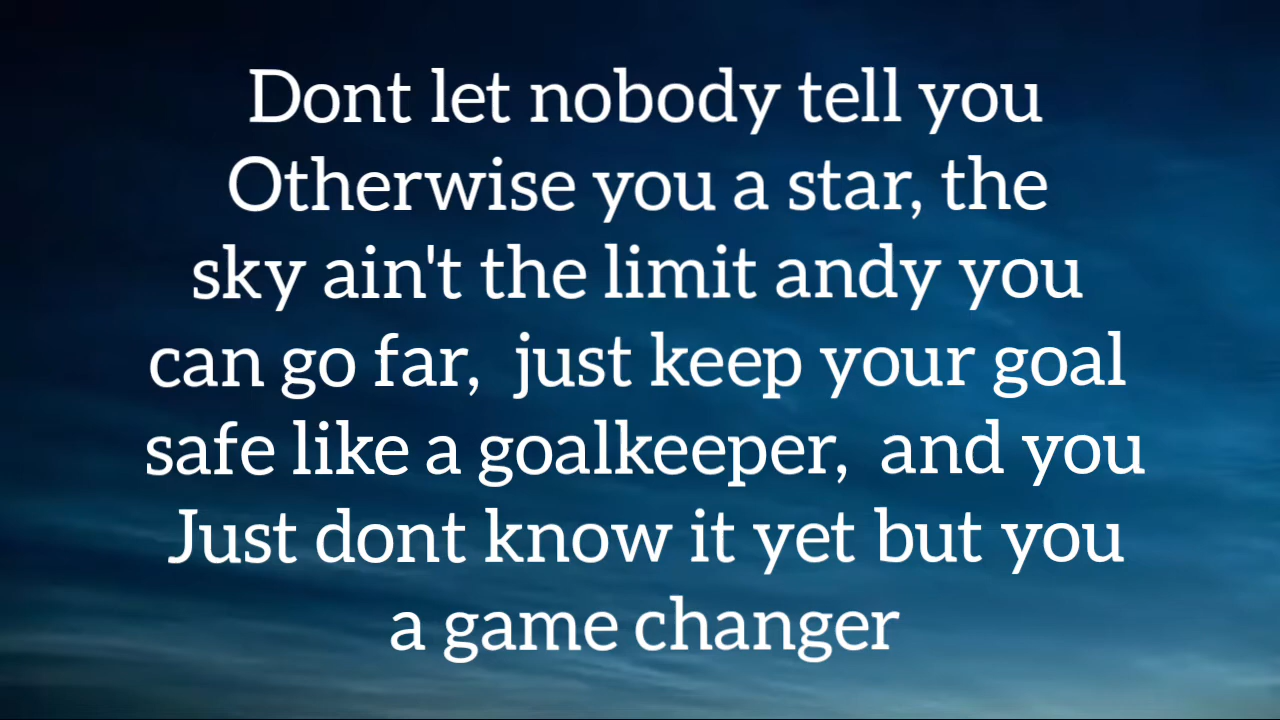 Dont let nobody tell you
Otherwise you a star, the
sky ain't the limit andy you
can go far,  just keep your goal
safe like a goalkeeper,  and you
Just dont know it yet but you
a game changer